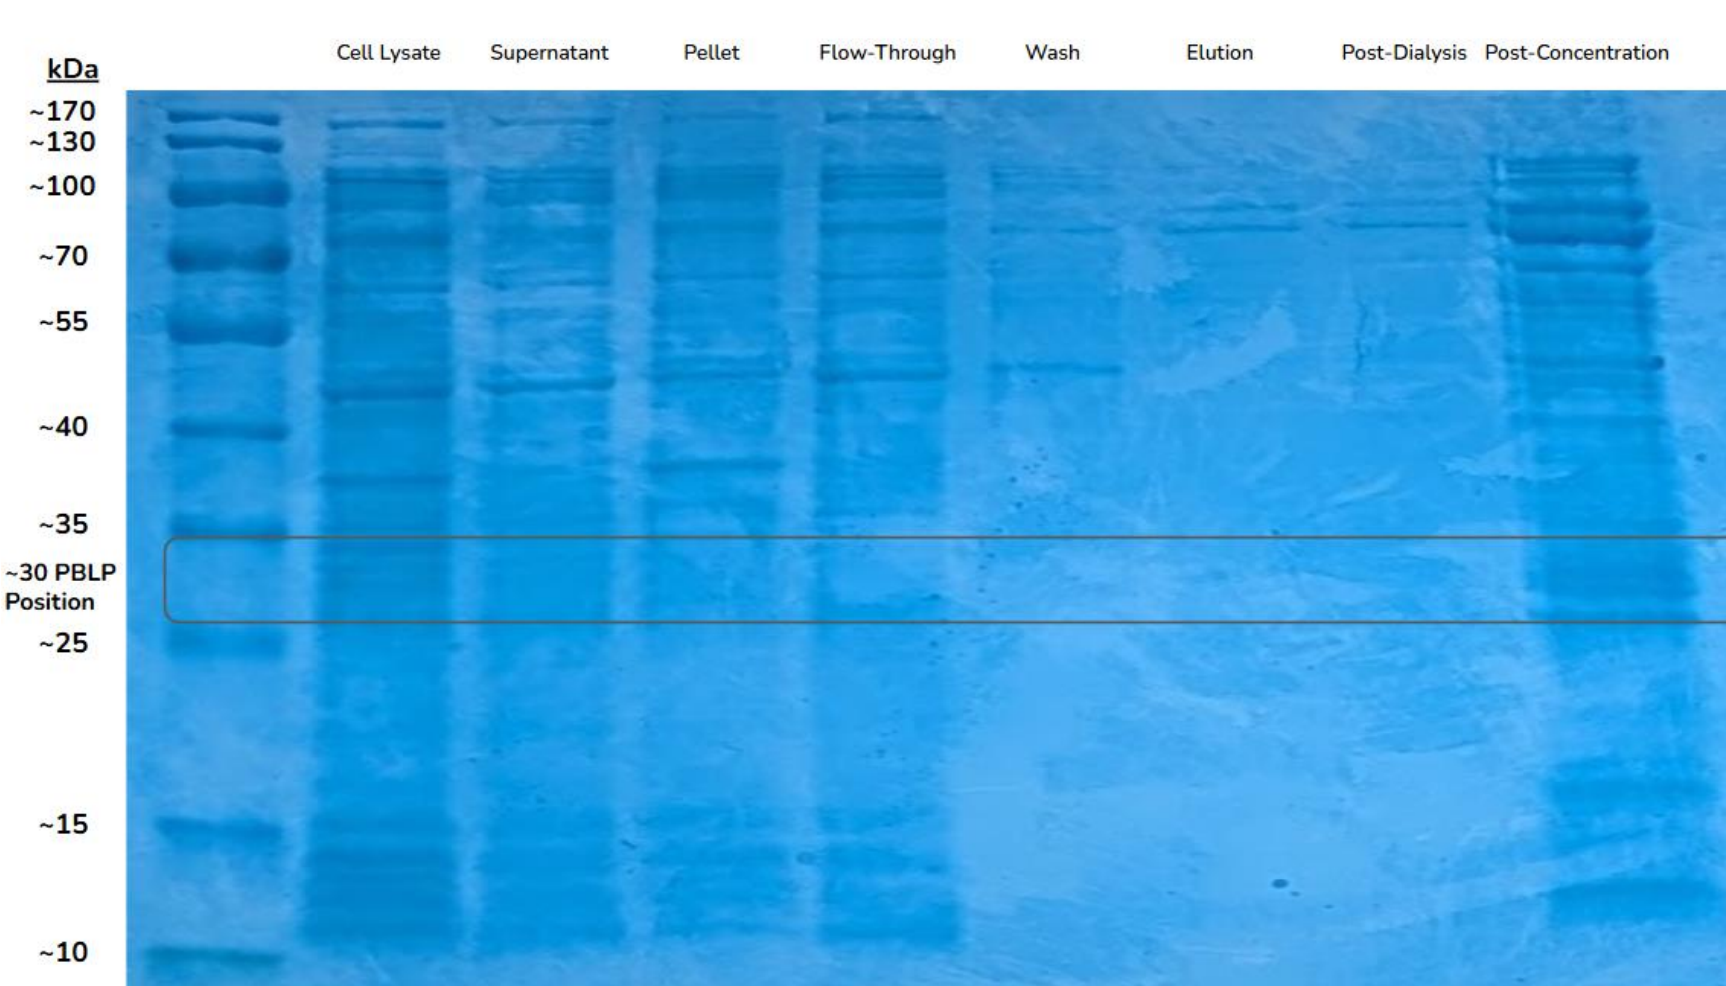 Cell Lysate Supernatant Pellet Flow-Through Wash Elution Post-Dialysis Post-Concentration
kDa
~170
~130
~100
~70
~55
~40
~35
~30 PBLP
Position
~25
~15
~10